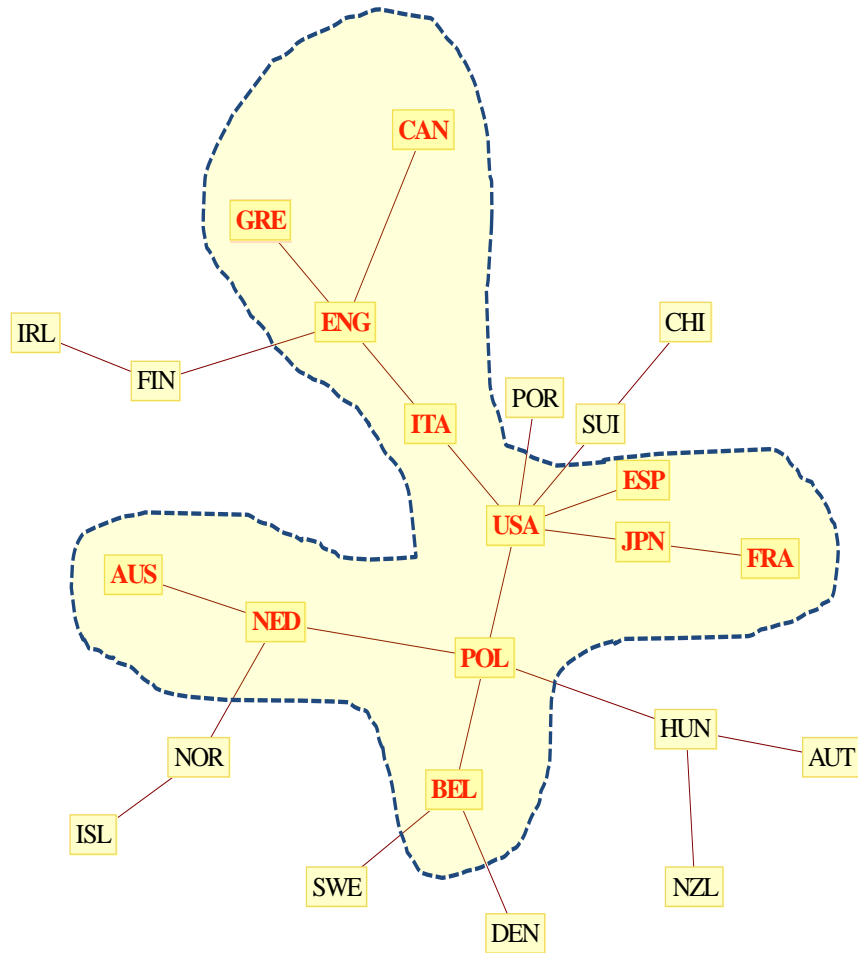 CAN
GRE
ENG
CHI
IRL
FIN
POR
ITA
SUI
ESP
USA
JPN
FRA
AUS
NED
POL
HUN
NOR
AUT
BEL
ISL
SWE
NZL
DEN